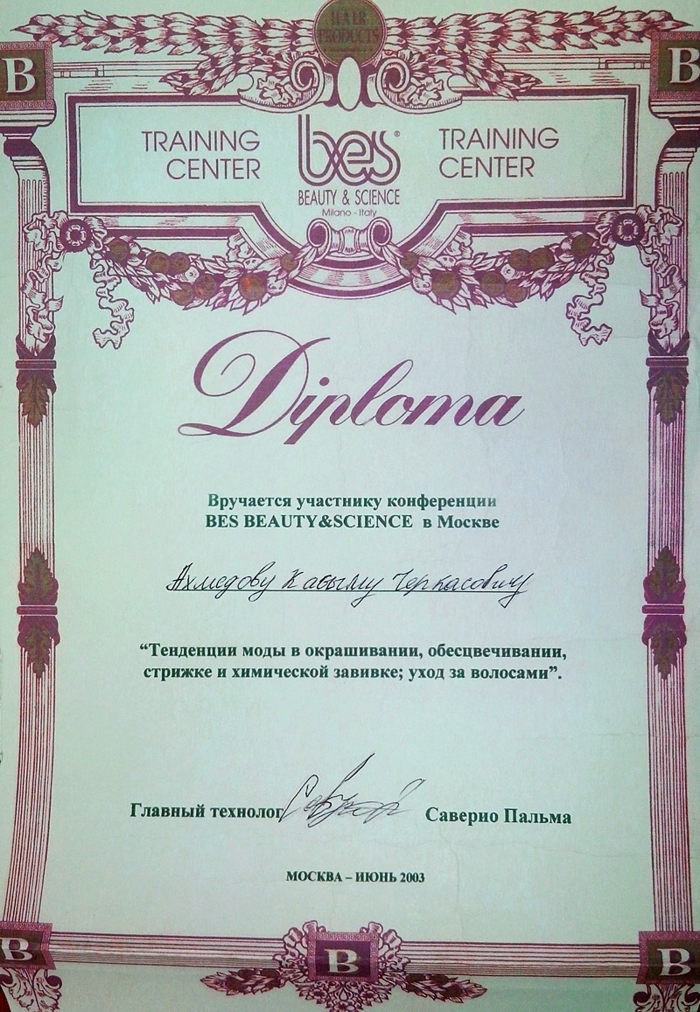 HAIR
PRODUCTS
B
B
TRAINING
CENTER
bes®
BEAUTY & SCIENCE
Milano - Italy
TRAINING
CENTER
Diploma
Вручается участнику конференции
BES BEAUTY&SCIENCE в Москве
Ахмедову Кавыму Черкасовичу
“Тенденции моды в окрашивании, обесцвечивании,
стрижке и химической завивке; уход за волосами”.
Главный технолог
Саверио Пальма
МОСКВА – ИЮНЬ 2003
B
B
B